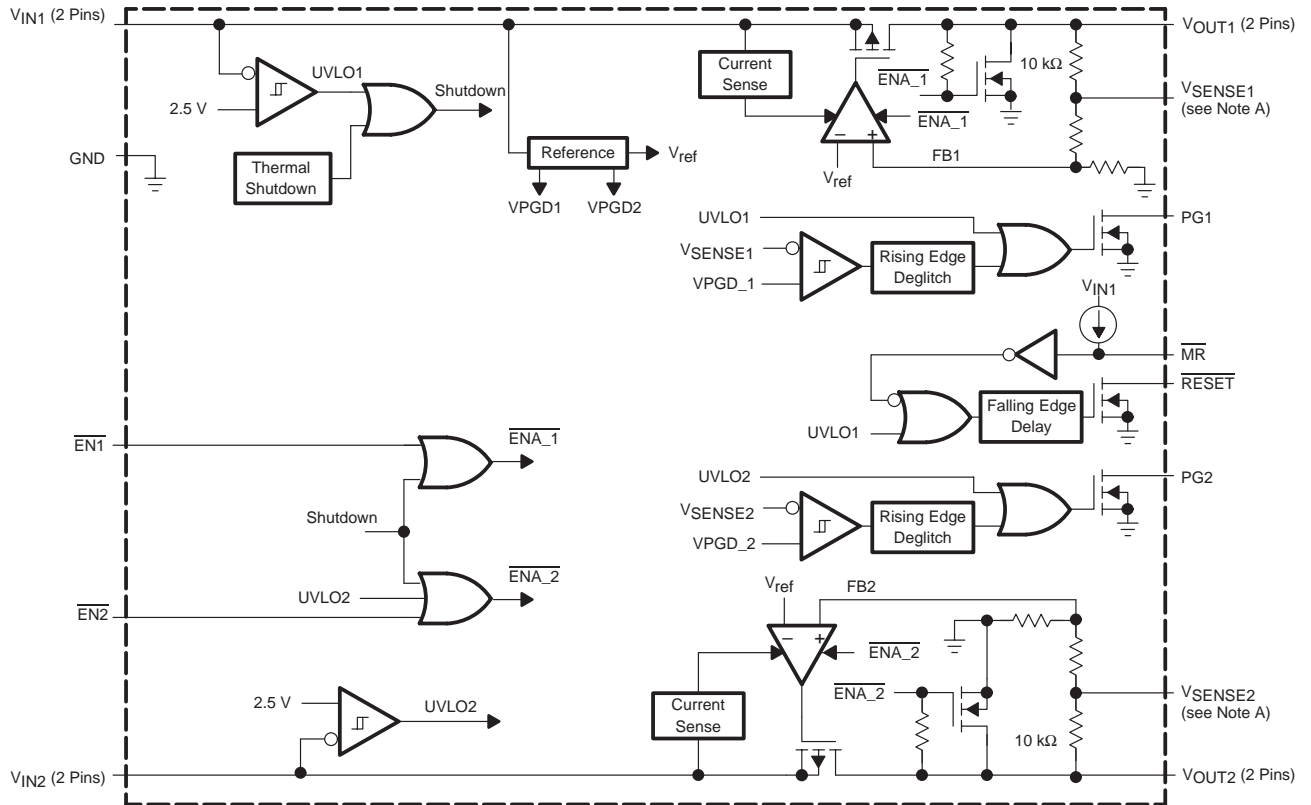 VIN1 (2 Pins)
VOUT1 (2 Pins)
Current
Sense
ENA_1
10 kΩ
UVLO1
Shutdown
2.5 V
VSENSE1
(see Note A)
ENA_1
GND
Thermal
Shutdown
Reference
Vref
Vref
FB1
VPGD1
VPGD2
UVLO1
PG1
VSENSE1
Rising Edge
Deglitch
VPGD_1
VIN1
MR
RESET
Falling Edge
Delay
UVLO1
EN1
ENA_1
UVLO2
PG2
Shutdown
VSENSE2
Rising Edge
Deglitch
VPGD_2
ENA_2
UVLO2
EN2
Vref
FB2
ENA_2
ENA_2
2.5 V
UVLO2
Current
Sense
VSENSE2
(see Note A)
10 kΩ
VIN2 (2 Pins)
VOUT2 (2 Pins)